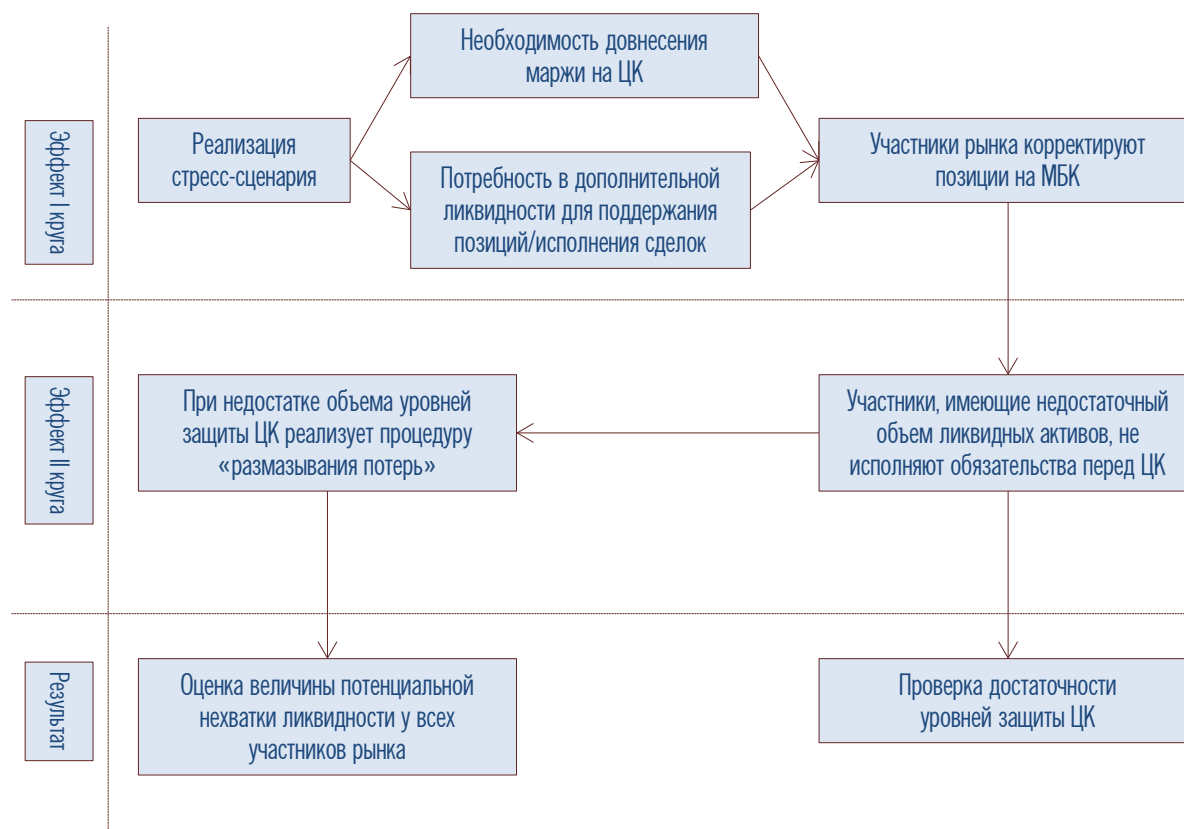 Эффект I круга
Реализация
стресс-сценария
Необходимость довнесения
маржи на ЦК
Потребность в дополнительной
ликвидности для поддержания
позиций/исполнения сделок
Участники рынка корректируют
позиции на МБК
Эффект II круга
При недостатке объема уровней
защиты ЦК реализует процедуру
«размазывания потерь»
Участники, имеющие недостаточный
объем ликвидных активов, не
исполняют обязательства перед ЦК
Результат
Оценка величины потенциальной
нехватки ликвидности у всех
участников рынка
Проверка достаточности
уровней защиты ЦК